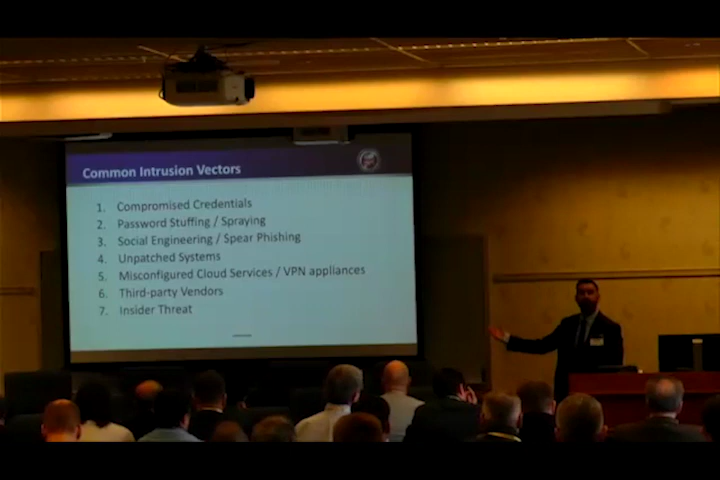 Common Intrusion Vectors
1. Compromised Credentials
2. Password Stuffing / Spraying
3. Social Engineering / Spear Phishing
4. Unpatched Systems
5. Misconfigured Cloud Services / VPN appliances
6. Third-party Vendors
7. Insider Threat